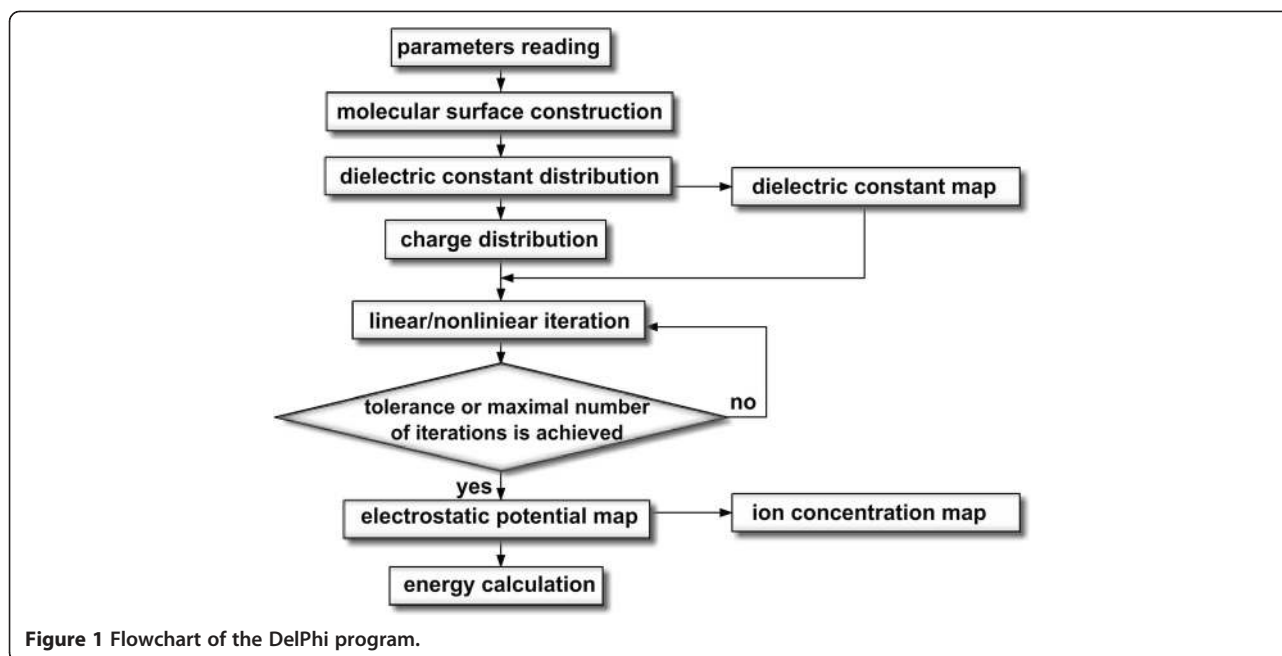 parameters reading
molecular surface construction
dielectric constant distribution
dielectric constant map
charge distribution
linear/nonliniear iteration
tolerance or maximal number
of iterations is achieved
no
yes
electrostatic potential map
ion concentration map
energy calculation
Figure 1 Flowchart of the DelPhi program.